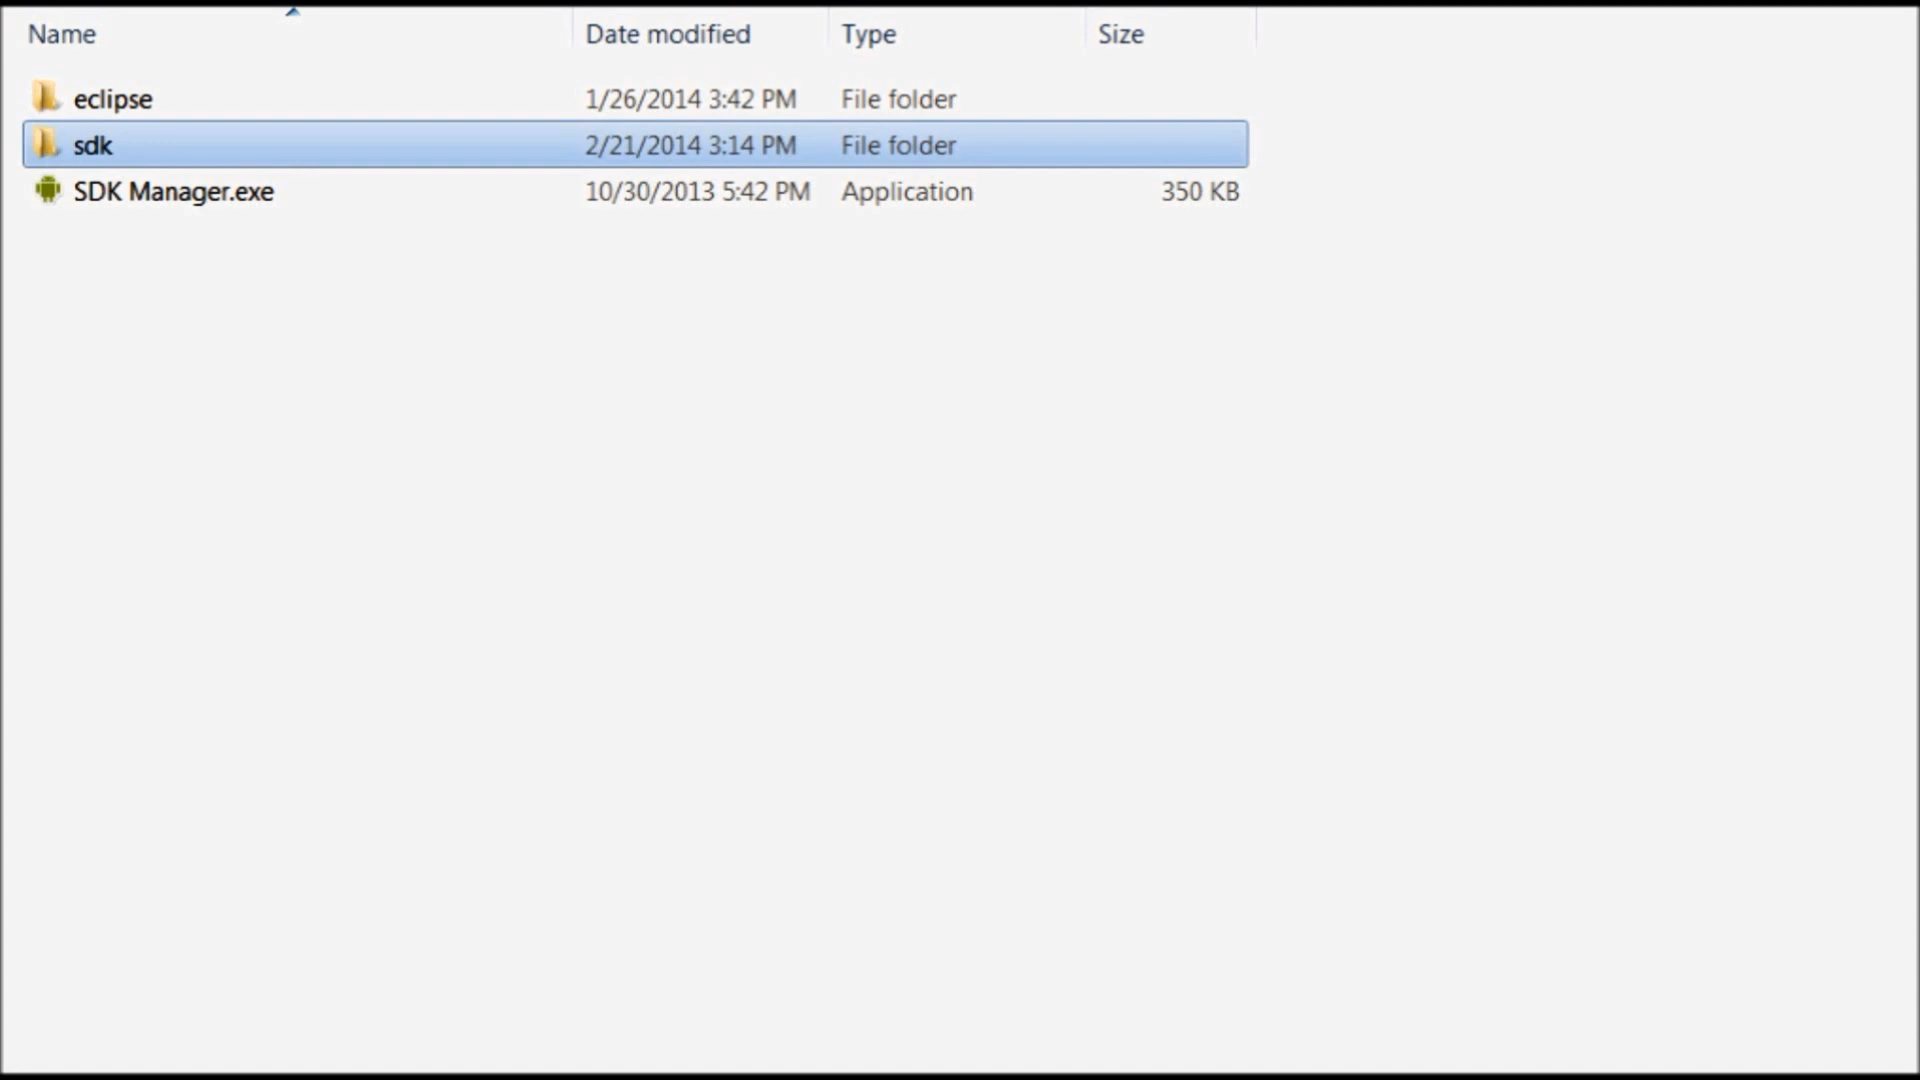 Name Date modified Type Size
eclipse 1/26/2014 3:42 PM File folder
sdk 2/21/2014 3:14 PM File folder
SDK Manager.exe 10/30/2013 5:42 PM Application 350 KB